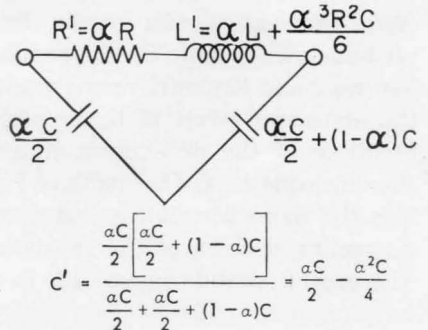 R' = αR L' = αL + α³R²C/6
αC/2 αC/2 + (1-α)C
C' = αC/2 [αC/2 + (1 - α)C] / αC/2 + αC/2 + (1 - α)C = αC/2 - α²C/4